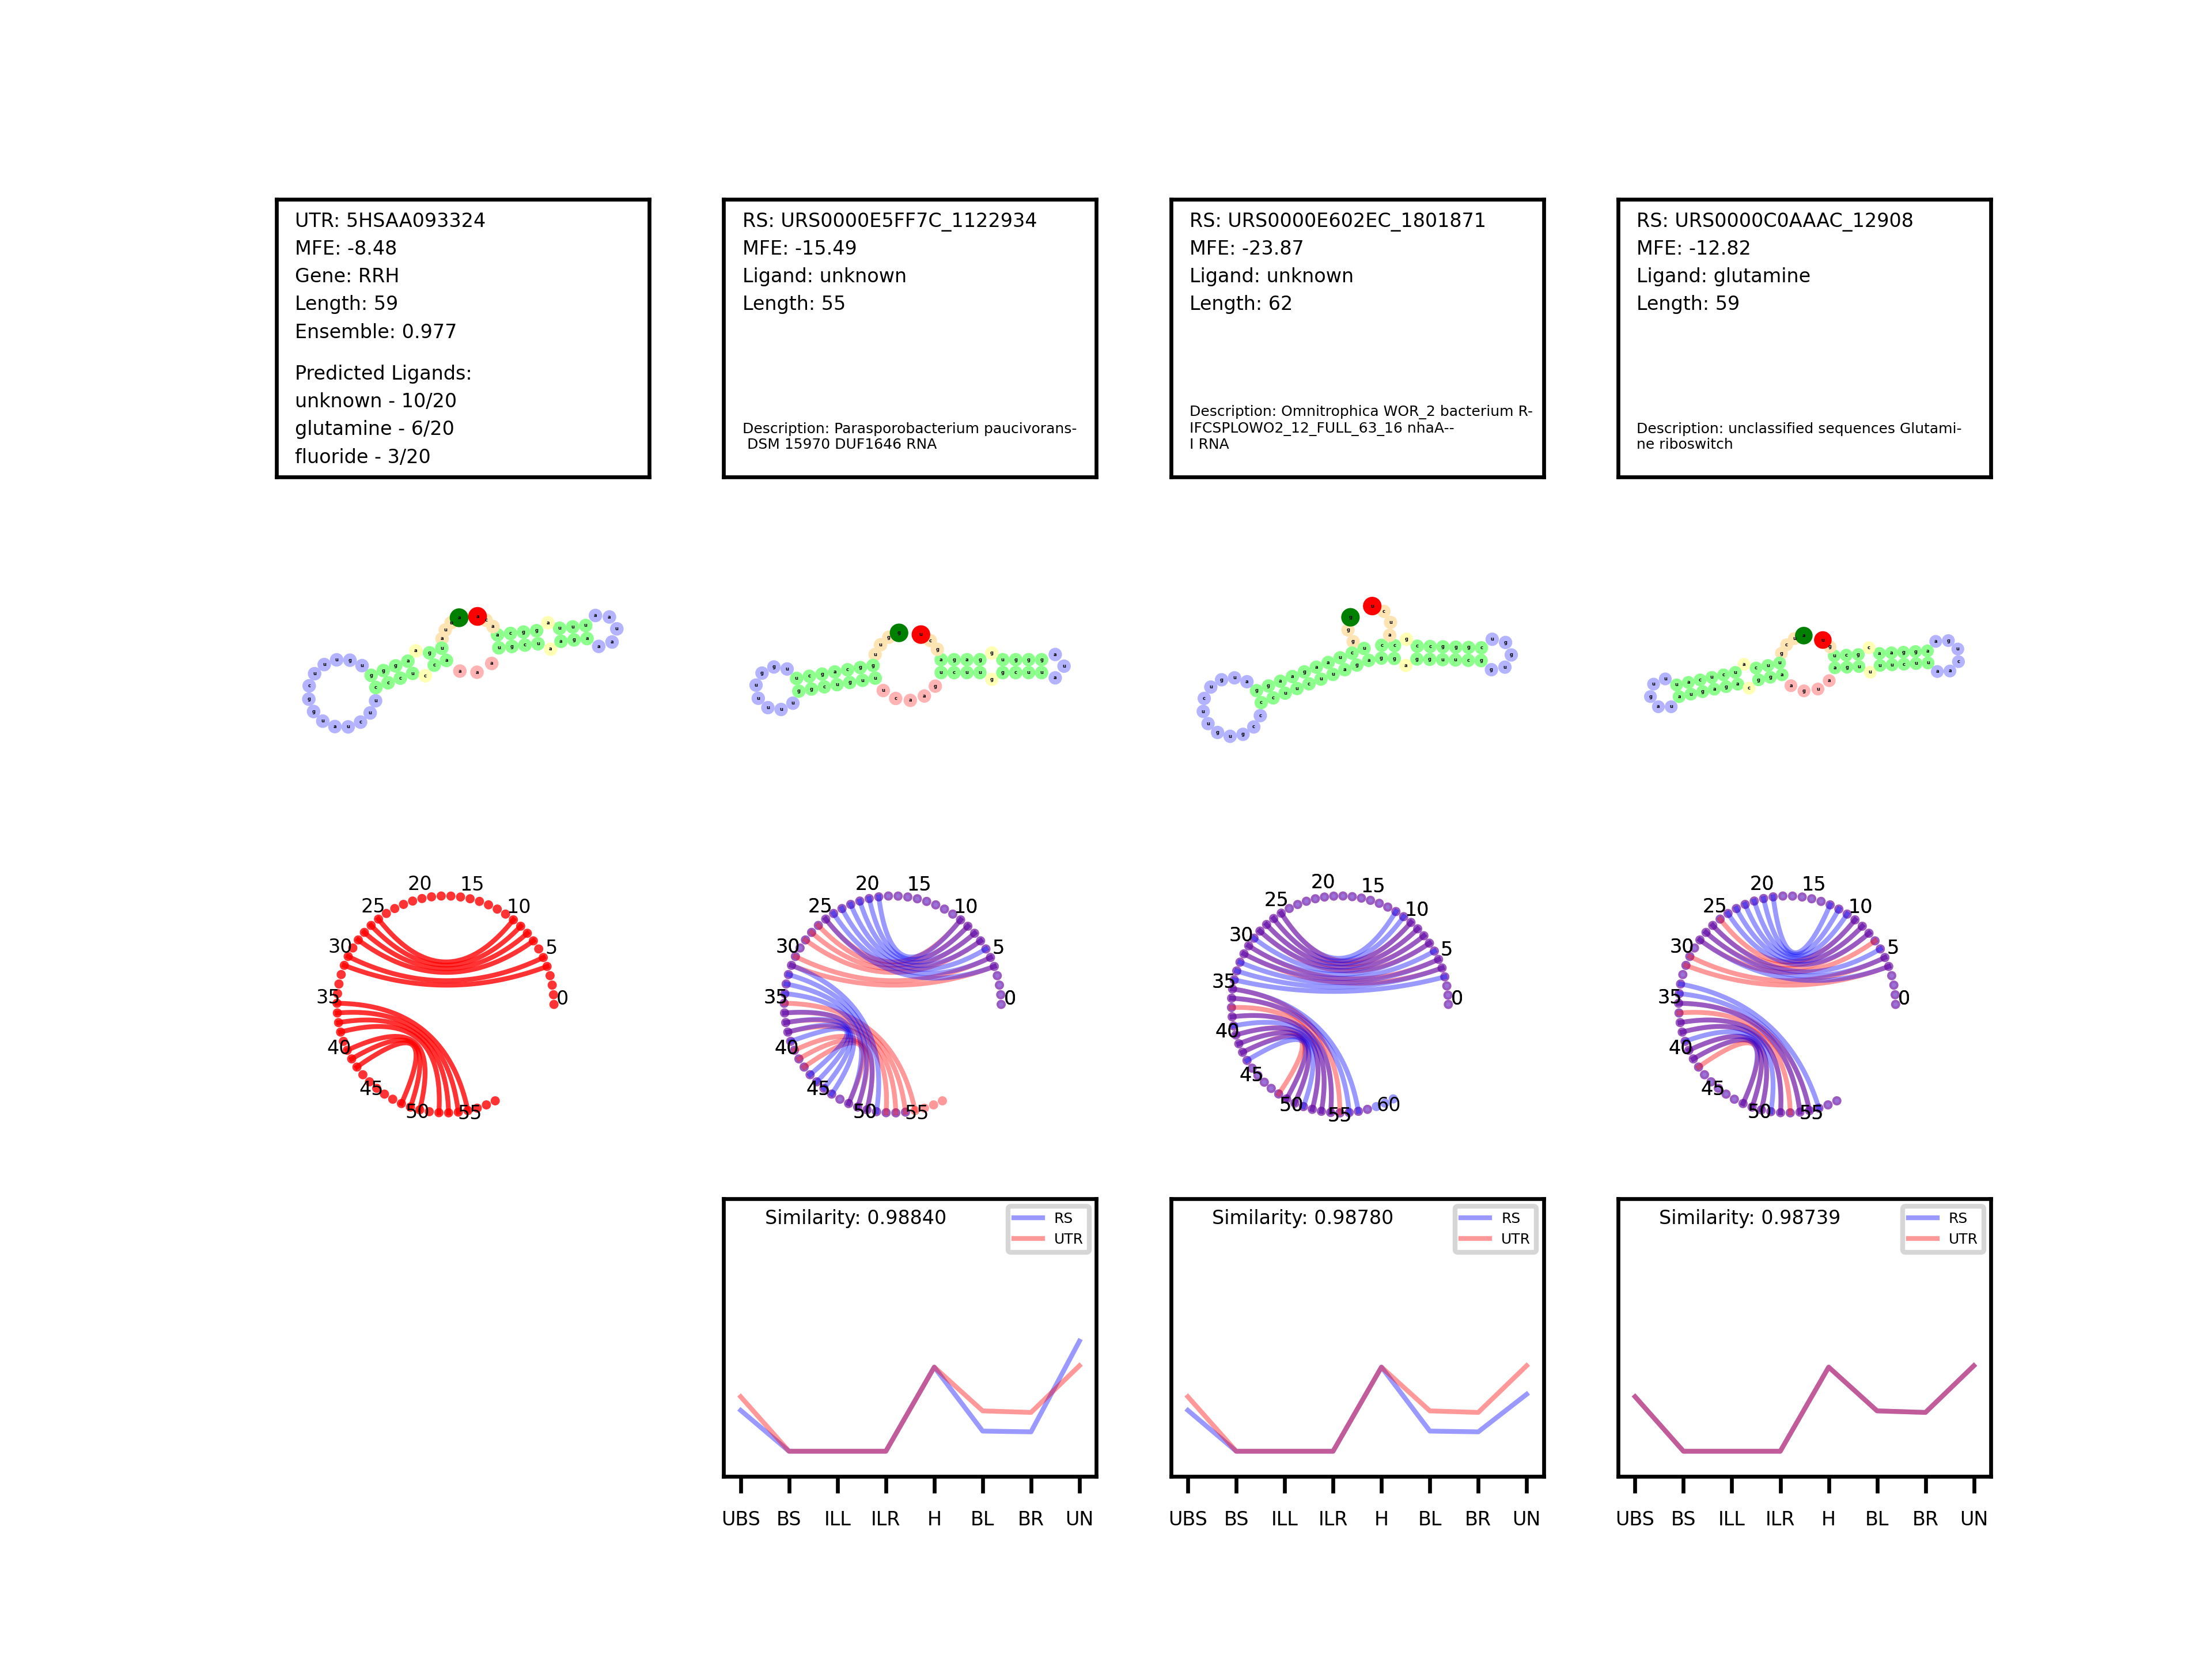 UTR: 5HSAA093324
MFE: -8.48
Gene: RRH
Length: 59
Ensemble: 0.977
Predicted Ligands:
unknown - 10/20
glutamine - 6/20
fluoride - 3/20
RS: URS0000E5FF7C_1122934
MFE: -15.49
Ligand: unknown
Length: 55
Description: Parasporobacterium paucivorans-
DSM 15970 DUF1646 RNA
RS: URS0000E602EC_1801871
MFE: -23.87
Ligand: unknown
Length: 62
Description: Omnitrophica WOR_2 bacterium R-
IFCSPLOWO2_12_FULL_63_16 nhaA--
I RNA
RS: URS0000C0AAAC_12908
MFE: -12.82
Ligand: glutamine
Length: 59
Description: unclassified sequences Glutami-
ne riboswitch
0
5
10
15
20
25
30
35
40
45
50
55
0
5
10
15
20
25
30
35
40
45
50
55
0
5
10
15
20
25
30
35
40
45
50
55
60
0
5
10
15
20
25
30
35
40
45
50
55
Similarity: 0.98840
RS
UTR
UBS BS ILL ILR H BL BR UN
Similarity: 0.98780
RS
UTR
UBS BS ILL ILR H BL BR UN
Similarity: 0.98739
RS
UTR
UBS BS ILL ILR H BL BR UN